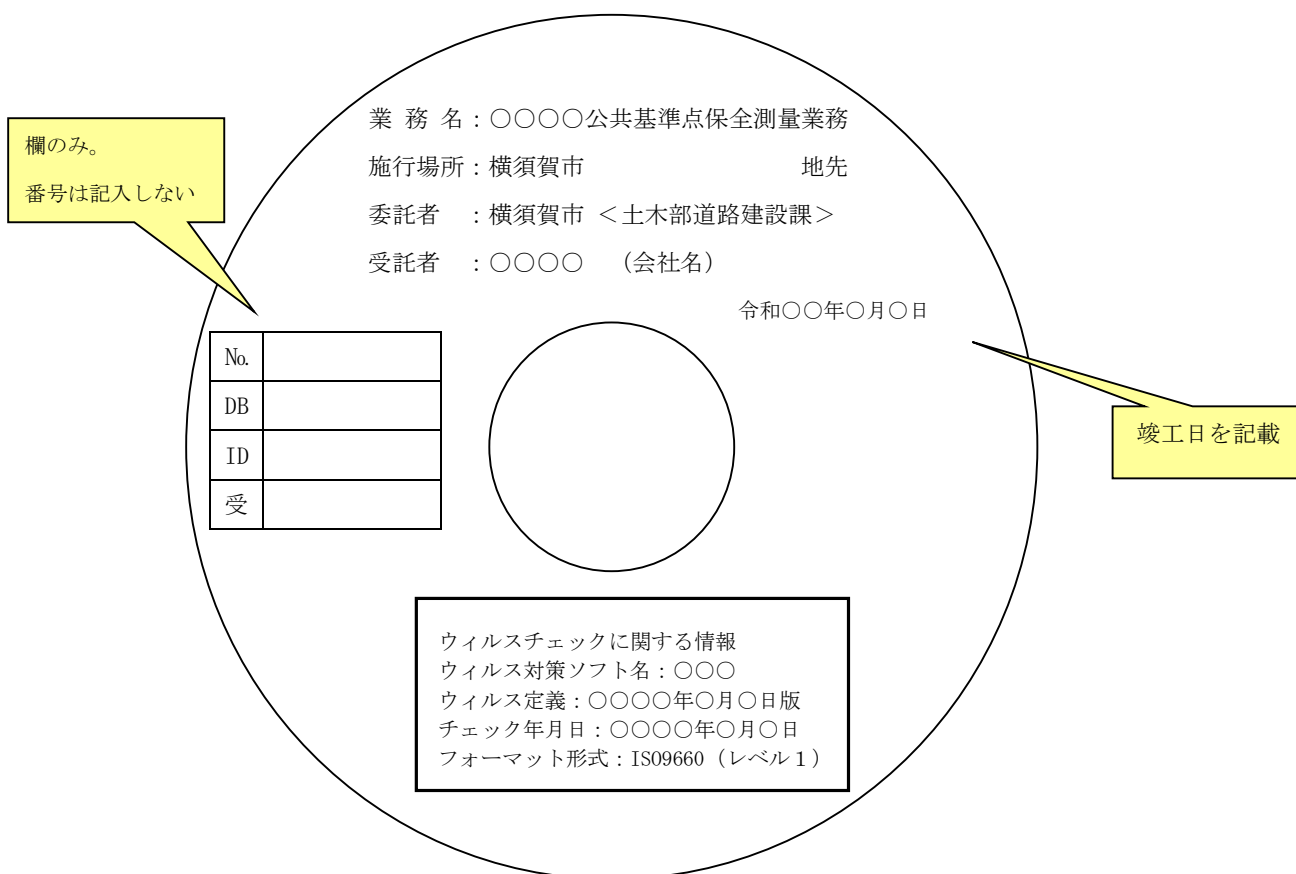 業 務 名：○○○○公共基準点保全測量業務
施行場所：横須賀市　　　　　　　　　地先
委託者　：横須賀市 ＜土木部道路建設課＞
受託者　：○○○○　（会社名）
令和○○年○月○日
欄のみ。
番号は記入しない
№
DB
ID
受
竣工日を記載
ウィルスチェックに関する情報
ウィルス対策ソフト名：○○○
ウィルス定義：○○○○年○月○日版
チェック年月日：○○○○年○月○日
フォーマット形式：ISO9660（レベル１）